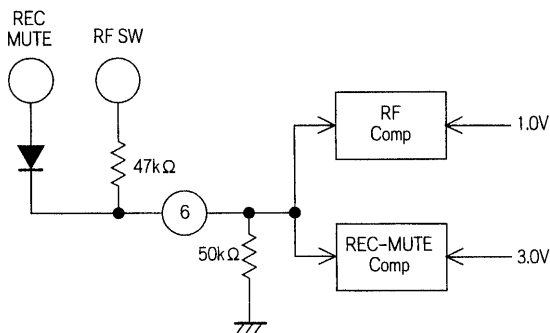 REC
MUTE
RF SW
47kΩ
6
50kΩ
RF
Comp
1.0V
REC-MUTE
Comp
3.0V